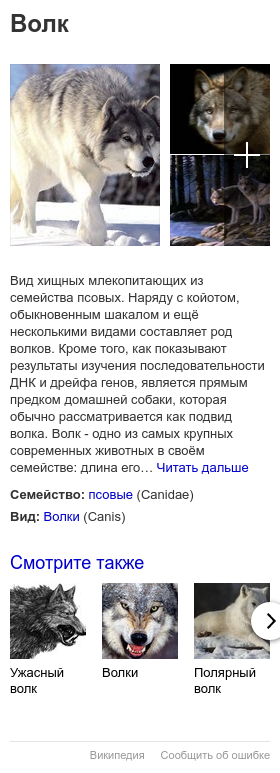 Волк
Вид хищных млекопитающих из
семейства псовых. Наряду с койотом,
обыкновенным шакалом и ещё
несколькими видами составляет род
волков. Кроме того, как показывают
результаты изучения последовательности
ДНК и дрейфа генов, является прямым
предком домашней собаки, которая
обычно рассматривается как подвид
волка. Волк - одно из самых крупных
современных животных в своём
семействе: длина его… Читать дальше
Семейство: псовые (Canidae)
Вид: Волки (Canis)
Смотрите также
Ужасный
волк
Волки
Полярный
волк
Википедия Сообщить об ошибке